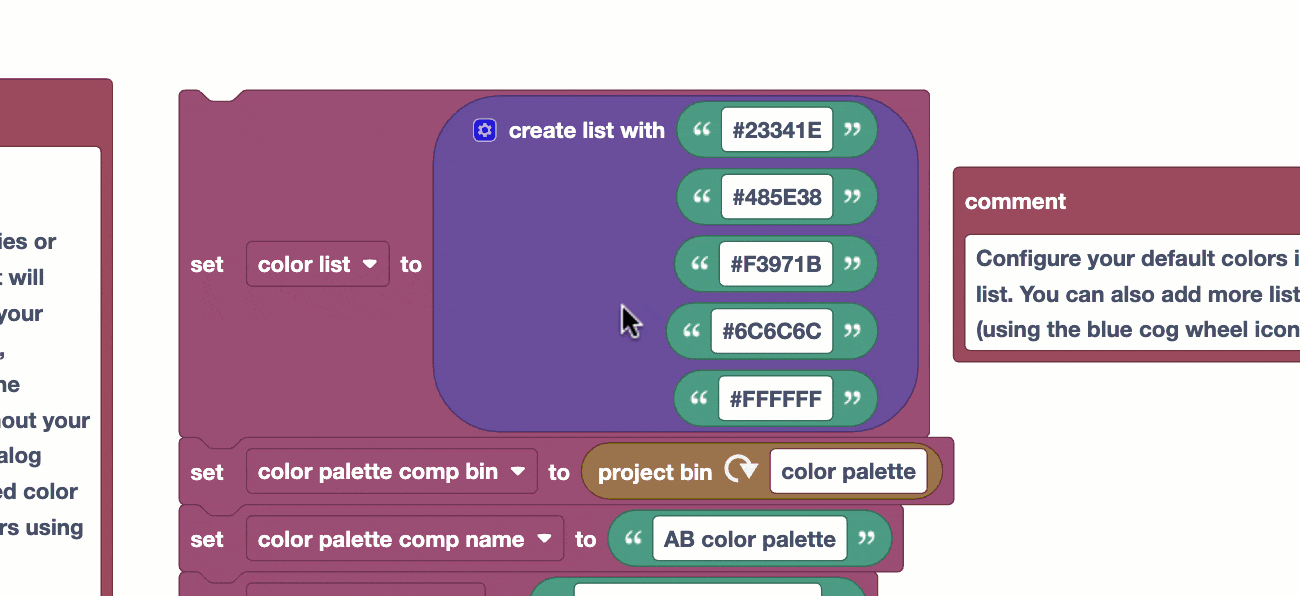 ies or
t will
your
,
ne
hout your
alog
ed color
rs using
set color list to
create list with “ #23341E ”
“ #485E38 ”
“ #F3971B ”
“ #6C6C6C ”
“ #FFFFFF ”
set color palette comp bin to project bin color palette
set color palette comp name to “ AB color palette ”
comment
Configure your default colors i
list. You can also add more list
(using the blue cog wheel icon